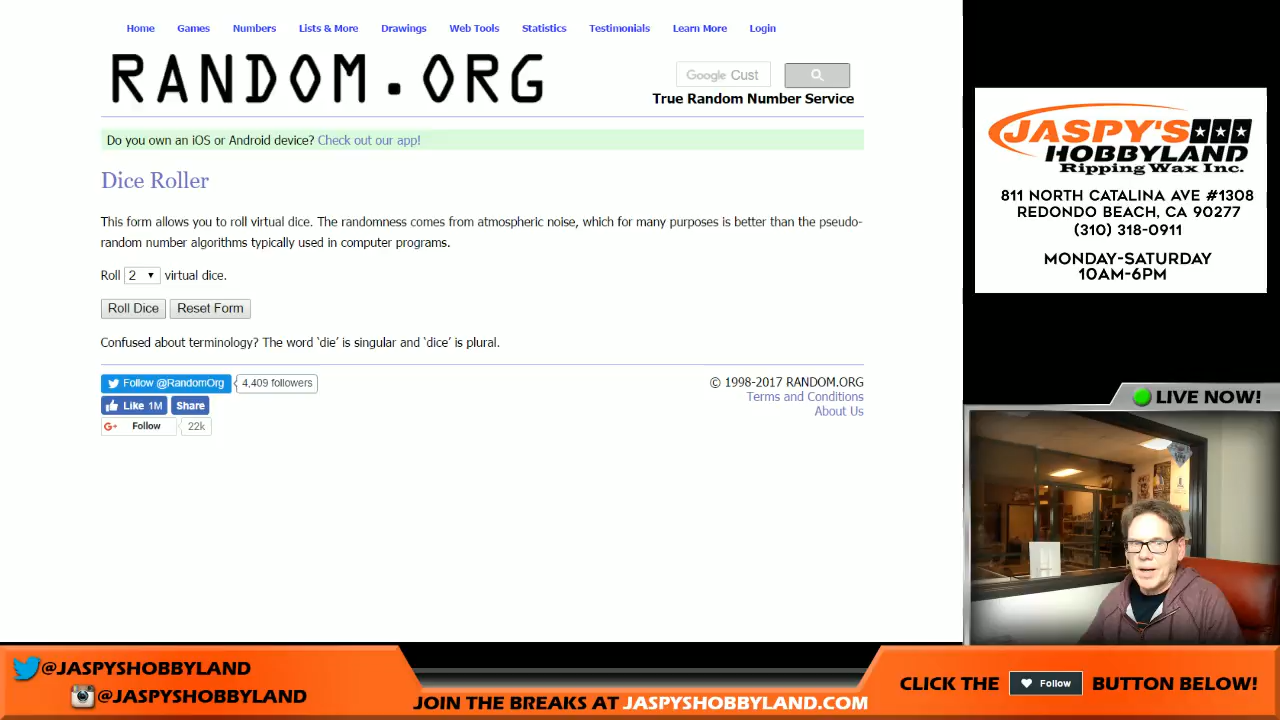 Home Games Numbers Lists & More Drawings Web Tools Statistics Testimonials Learn More Login
RANDOM.ORG
Google Cust
True Random Number Service
Do you own an iOS or Android device? Check out our app!
Dice Roller
This form allows you to roll virtual dice. The randomness comes from atmospheric noise, which for many purposes is better than the pseudo-
random number algorithms typically used in computer programs.
Roll 2 virtual dice.
Roll Dice Reset Form
Confused about terminology? The word ‘die’ is singular and ‘dice’ is plural.
Follow @RandomOrg 4,409 followers
Like 1M Share
G+ Follow 22k
© 1998-2017 RANDOM.ORG
Terms and Conditions
About Us
JASPY'S
HOBBYLAND
Ripping Wax Inc.
811 NORTH CATALINA AVE #1308
REDONDO BEACH, CA 90277
(310) 318-0911
MONDAY-SATURDAY
10AM-6PM
LIVE NOW!
@JASPYSHOBBYLAND
@JASPYSHOBBYLAND
JOIN THE BREAKS AT JASPYSHOBBYLAND.COM
CLICK THE Follow BUTTON BELOW!